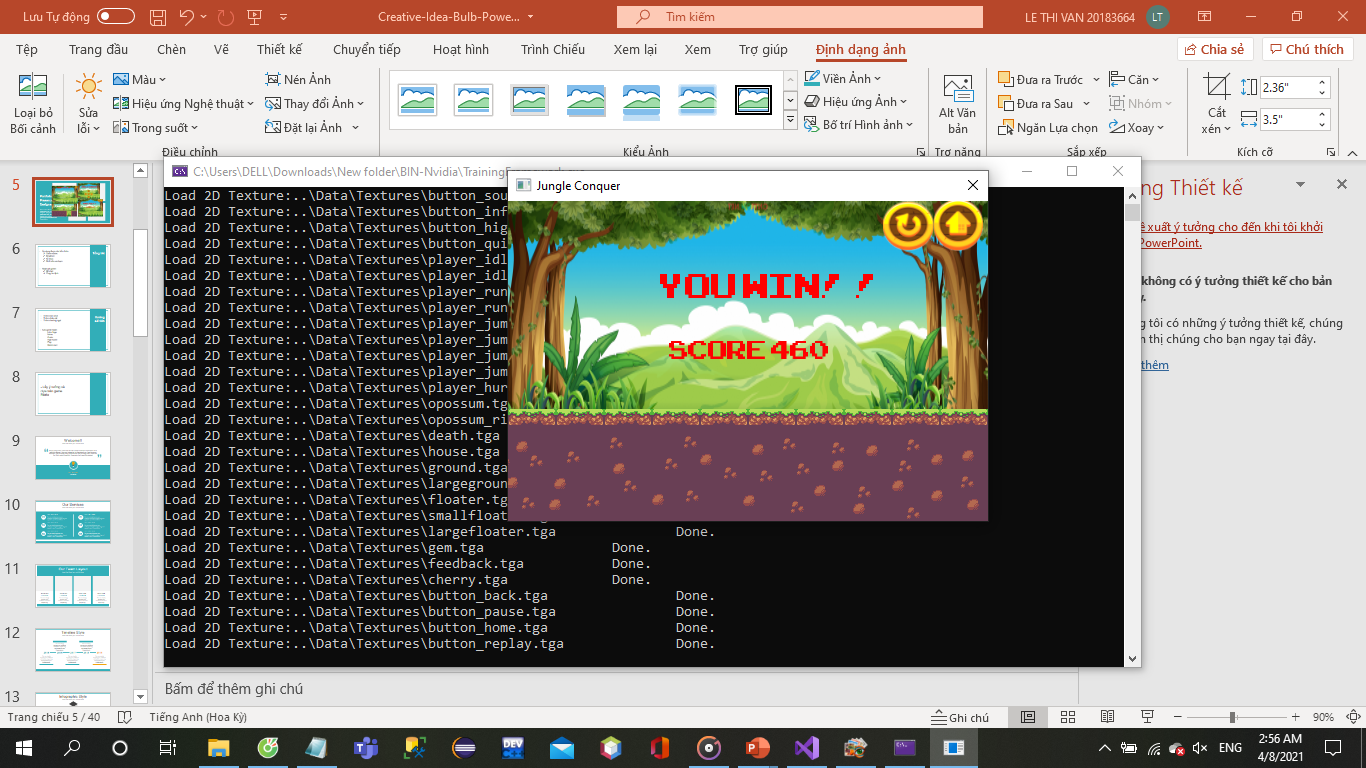 Lưu Tự động
Creative-Idea-Bulb-Powe...
Tìm kiếm
LE THI VAN 20183664
LT
Tệp
Trang đầu
Chèn
Vẽ
Thiết kế
Chuyển tiếp
Hoạt hình
Trình Chiếu
Xem lại
Xem
Trợ giúp
Định dạng ảnh
Chia sẻ
Chú thích
Loại bỏ
Bối cảnh
Sửa
lỗi
Màu
Hiệu ứng Nghệ thuật
Trong suốt
Nén Ảnh
Thay đổi Ảnh
Đặt lại Ảnh
Điều chỉnh
Kiểu Ảnh
Viền Ảnh
Hiệu ứng Ảnh
Bố trí Hình ảnh
Alt Văn
bản
Trợ năng
Đưa ra Trước
Đưa ra Sau
Ngăn Lựa chọn
Căn
Nhóm
Xoay
Sắp xếp
Cắt
xén
2.36"
3.5"
Kích cỡ
5
6
7
8
9
10
11
12
13
C:\Users\DELL\Downloads\New folder\BIN-Nvidia\
Load 2D Texture:..\Data\Textures\button_sou
Load 2D Texture:..\Data\Textures\button_inf
Load 2D Texture:..\Data\Textures\button_hig
Load 2D Texture:..\Data\Textures\button_qui
Load 2D Texture:..\Data\Textures\player_idl
Load 2D Texture:..\Data\Textures\player_idl
Load 2D Texture:..\Data\Textures\player_run
Load 2D Texture:..\Data\Textures\player_run
Load 2D Texture:..\Data\Textures\player_jum
Load 2D Texture:..\Data\Textures\player_jum
Load 2D Texture:..\Data\Textures\player_jum
Load 2D Texture:..\Data\Textures\player_jum
Load 2D Texture:..\Data\Textures\player_hur
Load 2D Texture:..\Data\Textures\opossum.tg
Load 2D Texture:..\Data\Textures\opossum_ri
Load 2D Texture:..\Data\Textures\death.tga
Load 2D Texture:..\Data\Textures\house.tga
Load 2D Texture:..\Data\Textures\ground.tga
Load 2D Texture:..\Data\Textures\largegroun
Load 2D Texture:..\Data\Textures\floater.tg
Load 2D Texture:..\Data\Textures\smallfloat
Load 2D Texture:..\Data\Textures\largefloater.tga Done.
Load 2D Texture:..\Data\Textures\gem.tga Done.
Load 2D Texture:..\Data\Textures\feedback.tga Done.
Load 2D Texture:..\Data\Textures\cherry.tga Done.
Load 2D Texture:..\Data\Textures\button_back.tga Done.
Load 2D Texture:..\Data\Textures\button_pause.tga Done.
Load 2D Texture:..\Data\Textures\button_home.tga Done.
Load 2D Texture:..\Data\Textures\button_replay.tga Done.
Jungle Conquer
YOU WIN! !
SCORE 460
Thiết kế
xuất ý tưởng cho đến khi tôi khởi
PowerPoint.
không có ý tưởng thiết kế cho bản
tôi có những ý tưởng thiết kế, chúng
thị chúng cho bạn ngay tại đây.
thêm
Bấm để thêm ghi chú
Trang chiếu 5 / 40
Tiếng Anh (Hoa Kỳ)
Ghi chú
90%
DEV
ENG
2:56 AM
4/8/2021